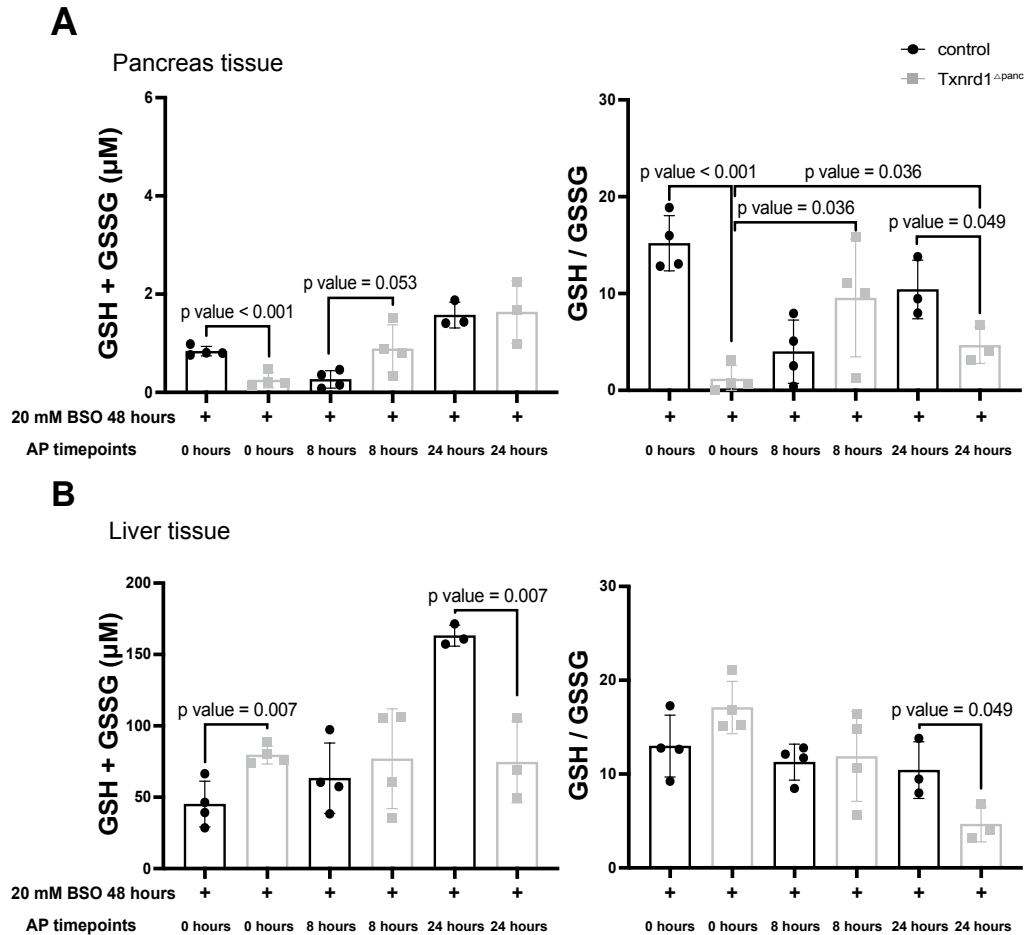 A
Pancreas tissue
control
Txnrd1△panc
GSH + GSSG (µM)
6
4
2
0
p value < 0.001
p value = 0.053
GSH / GSSG
30
20
10
0
p value < 0.001
p value = 0.036
p value = 0.036
p value = 0.049
20 mM BSO 48 hours + + + + + + + + + + + +
AP timepoints 0 hours 0 hours 8 hours 8 hours 24 hours 24 hours 0 hours 0 hours 8 hours 8 hours 24 hours 24 hours
B
Liver tissue
GSH + GSSG (µM)
200
150
100
50
0
p value = 0.007
p value = 0.007
GSH / GSSG
30
20
10
0
p value = 0.049
20 mM BSO 48 hours + + + + + + + + + + + +
AP timepoints 0 hours 0 hours 8 hours 8 hours 24 hours 24 hours 0 hours 0 hours 8 hours 8 hours 24 hours 24 hours